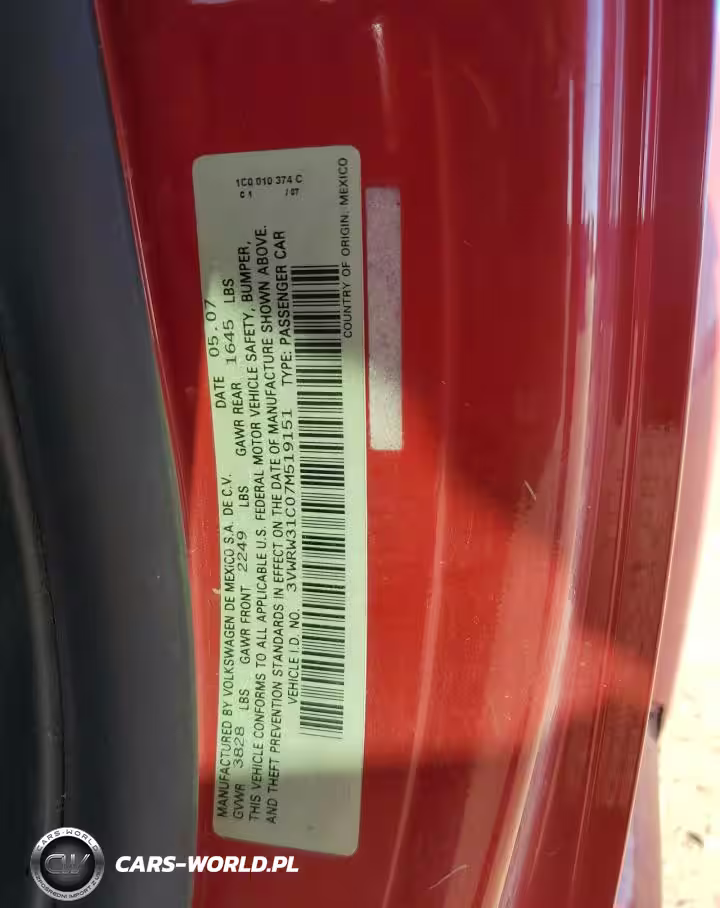 MANUFACTURED BY VOLKSWAGEN DE MEXICO S.A. DE C.V. DATE 05.07
GVWR 3828 LBS GAWR FRONT 2249 LBS GAWR REAR 1645 LBS
THIS VEHICLE CONFORMS TO ALL APPLICABLE U.S. FEDERAL MOTOR VEHICLE SAFETY, BUMPER,
AND THEFT PREVENTION STANDARDS IN EFFECT ON THE DATE OF MANUFACTURE SHOWN ABOVE.
VEHICLE I.D. NO. 3VWRW31C07M519151 TYPE: PASSENGER CAR
COUNTRY OF ORIGIN: MEXICO
1C0 010 374 C
C 1 / 07
CARS-WORLD
CW
CARS-WORLD.PL